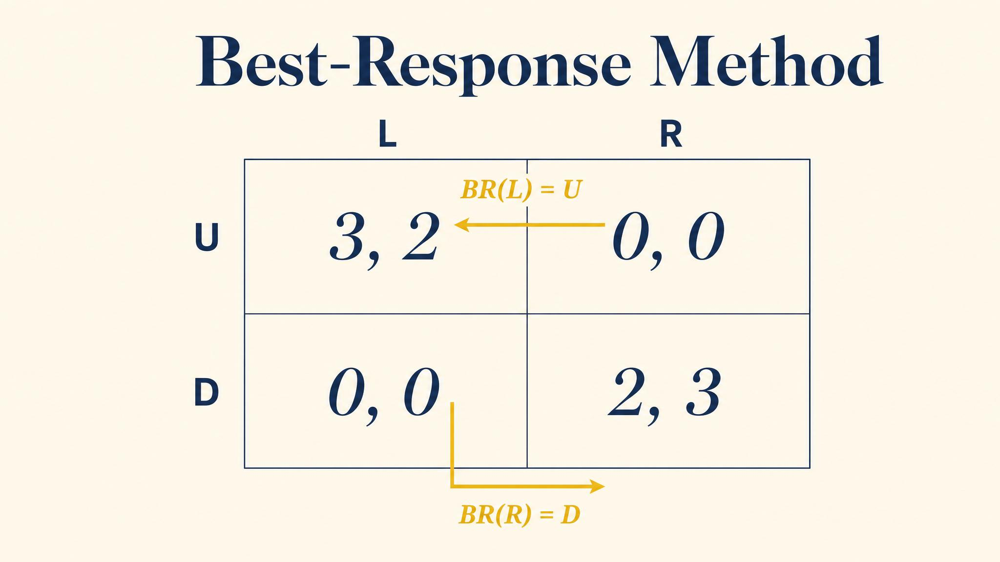 Best-Response Method
L R
BR(L) = U
U 3, 2 0, 0
D 0, 0 2, 3
BR(R) = D